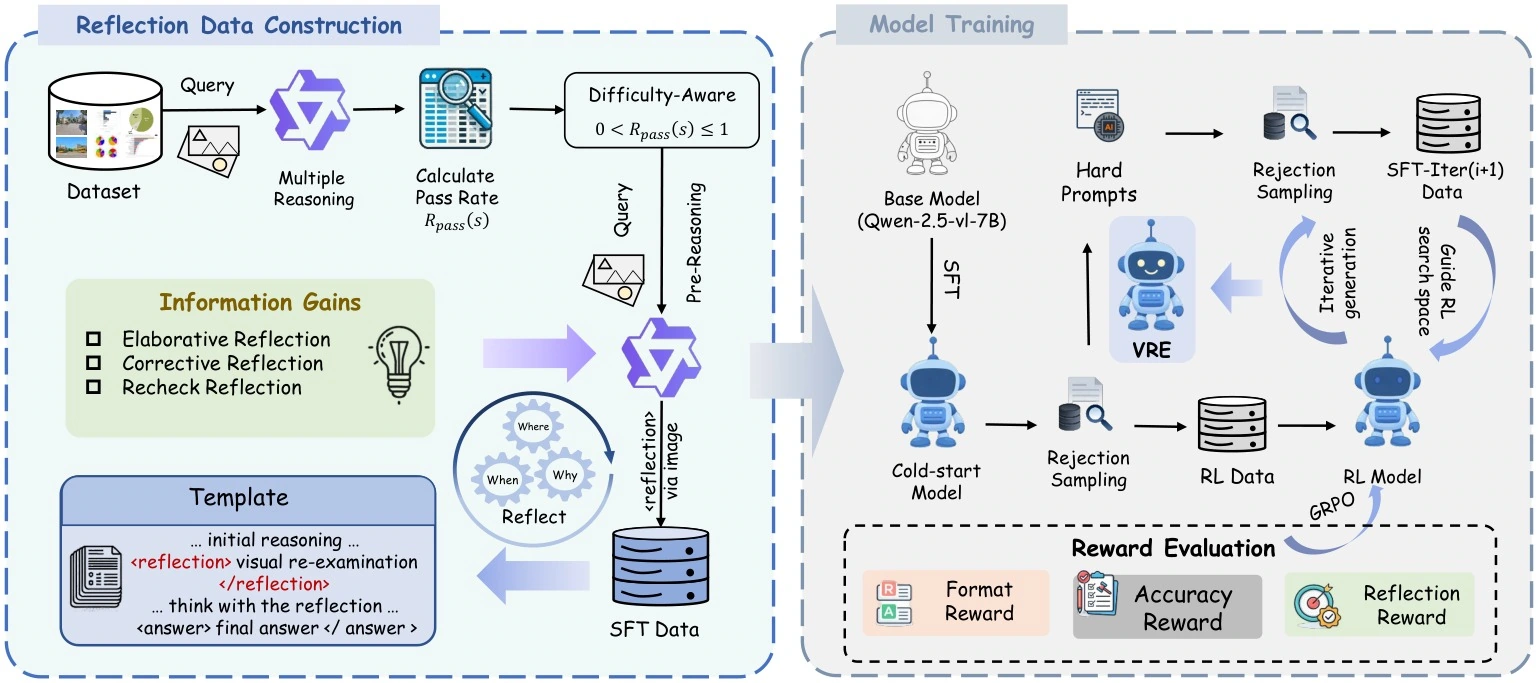 Reflection Data Construction
Query
Dataset
Multiple
Reasoning
Calculate
Pass Rate
R_pass(s)
Difficulty-Aware
0 < R_pass(s) ≤ 1
Query
Pre-Reasoning
Information Gains
Elaborative Reflection
Corrective Reflection
Recheck Reflection
Where
When
Why
Reflect
<reflection>
via image
SFT Data
Template
... initial reasoning ...
<reflection> visual re-examination
</reflection>
... think with the reflection ...
<answer> final answer </ answer >
Model Training
Base Model
(Qwen-2.5-vl-7B)
SFT
Cold-start
Model
Rejection
Sampling
RL Data
RL Model
Hard
Prompts
AI
Rejection
Sampling
SFT-Iter(i+1)
Data
VRE
Iterative
generation
Guide RL
search space
GRPO
Reward Evaluation
R
A
Format
Reward
Accuracy
Reward
Reflection
Reward